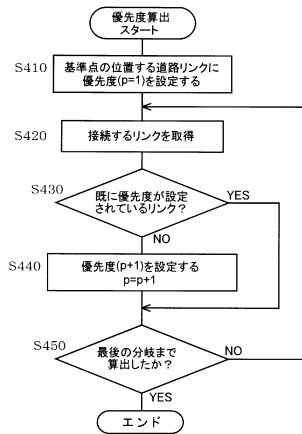 優先度算出
スタート
S410
基準点の位置する道路リンクに
優先度(p=1)を設定する
S420
接続するリンクを取得
S430
既に優先度が設定
されているリンク?
YES
NO
S440
優先度(p+1)を設定する
p=p+1
S450
最後の分岐まで
算出したか?
NO
YES
エンド